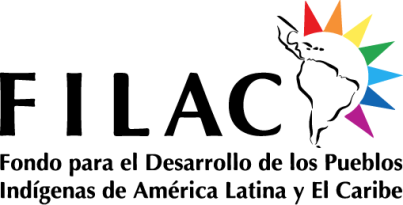 FILAC
Fondo para el Desarrollo de los Pueblos
Indígenas de América Latina y El Caribe